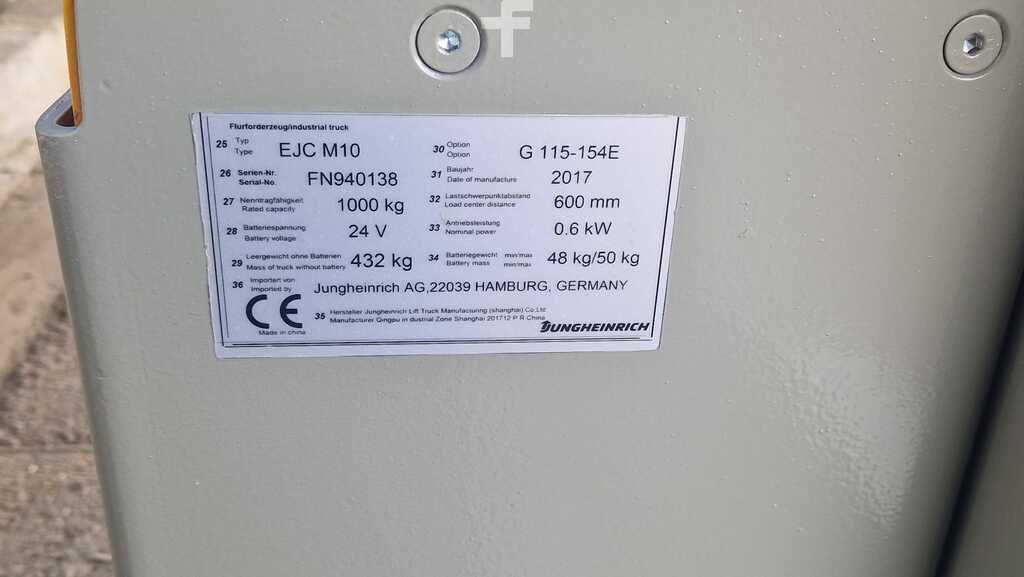 f
Flurforderzeug/industrial truck
25 Typ Type EJC M10 30 Option Option G 115-154E
26 Serien-Nr. Serial-No. FN940138 31 Baujahr Date of manufacture 2017
27 Nenntragfähigkeit Rated capacity 1000 kg 32 Lastschwerpunktabstand Load center distance 600 mm
28 Batteriespannung Battery voltage 24 V 33 Antriebsleistung Nominal power 0.6 kW
29 Leergewicht ohne Batterien Mass of truck without battery 432 kg 34 Batteriegewicht min/max Battery mass min/max 48 kg/50 kg
36 Importiert von Imported by Jungheinrich AG,22039 HAMBURG, GERMANY
CE
Made in china
35 Hersteller Jungheinrich Lift Truck Manufacturing (shanghai) Co.Ltd
Manufacturer Qingpu in dustrial Zone Shanghai 201712 P R China
JUNGHEINRICH